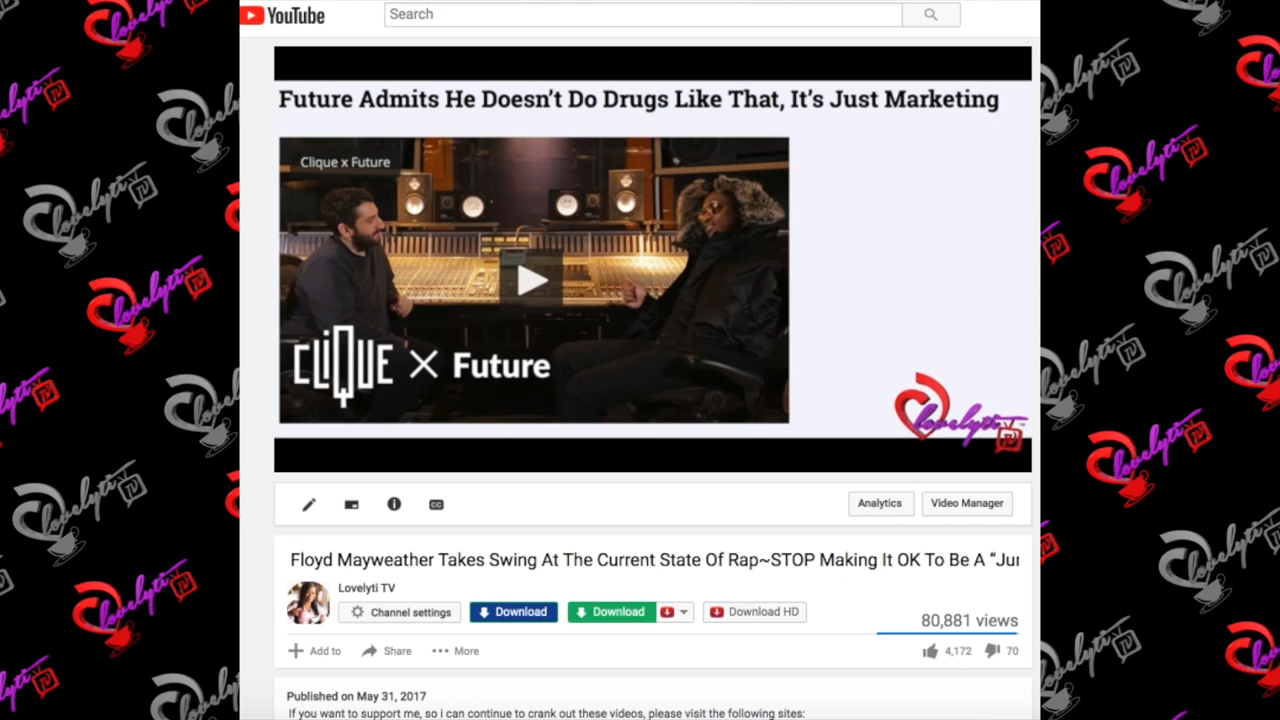 YouTube
Search
Future Admits He Doesn't Do Drugs Like That, It's Just Marketing
Clique x Future
CLIQUE X Future
lovelyti TV
Analytics
Video Manager
Floyd Mayweather Takes Swing At The Current State Of Rap~STOP Making It OK To Be A “Jun
Lovelyti TV
Channel settings
Download
Download
Download HD
80,881 views
Add to
Share
More
4,172
70
Published on May 31, 2017
If you want to support me, so i can continue to crank out these videos, please visit the following sites: